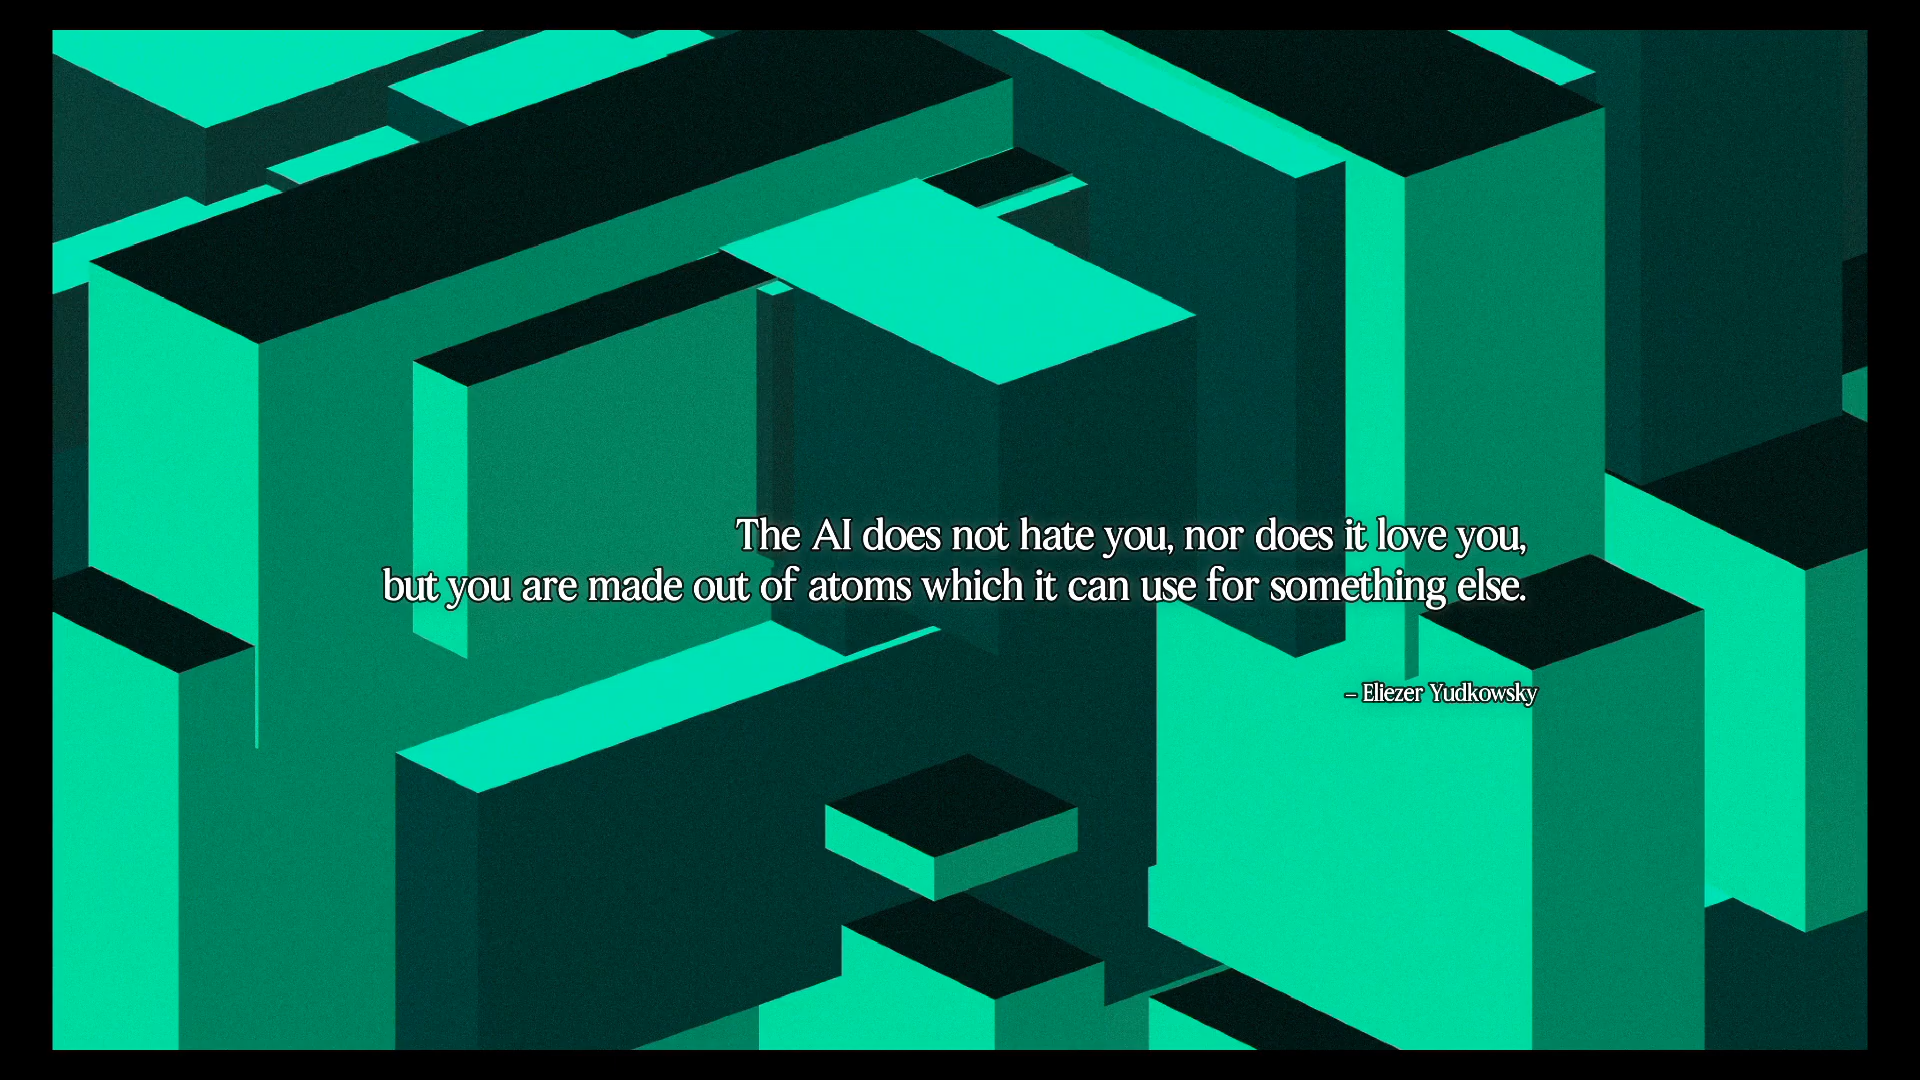 The AI does not hate you, nor does it love you,
but you are made out of atoms which it can use for something else.
– Eliezer Yudkowsky